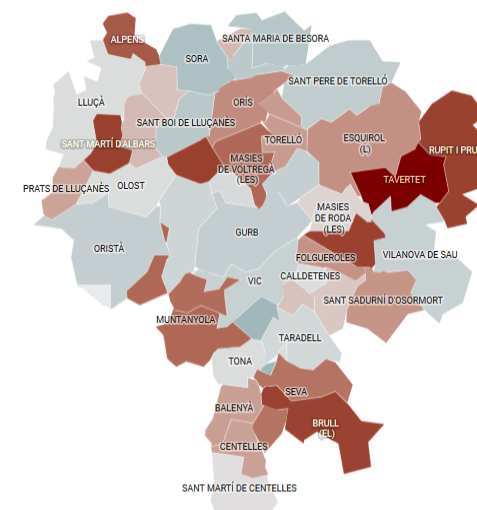 ALPENS
SANTA MARIA DE BESORA
SORA
SANT PERE DE TORELLÓ
LLUÇÀ
ORÍS
SANT BOI DE LLUÇANÈS
SANT MARTÍ D'ALBARS
TORELLÓ
ESQUIROL
(L')
RUPIT I PRU
MASIES
DE VOLTREGÀ
(LES)
TAVERTET
PRATS DE LLUÇANÈS
OLOST
MASIES
DE RODA
(LES)
GURB
ORISTÀ
FOLGUEROLES
VILANOVA DE SAU
VIC
CALLDETENES
SANT SADURNÍ D'OSORMORT
MUNTANYOLA
TARADELL
TONA
SEVA
BALENYÀ
BRULL
(EL)
CENTELLES
SANT MARTÍ DE CENTELLES